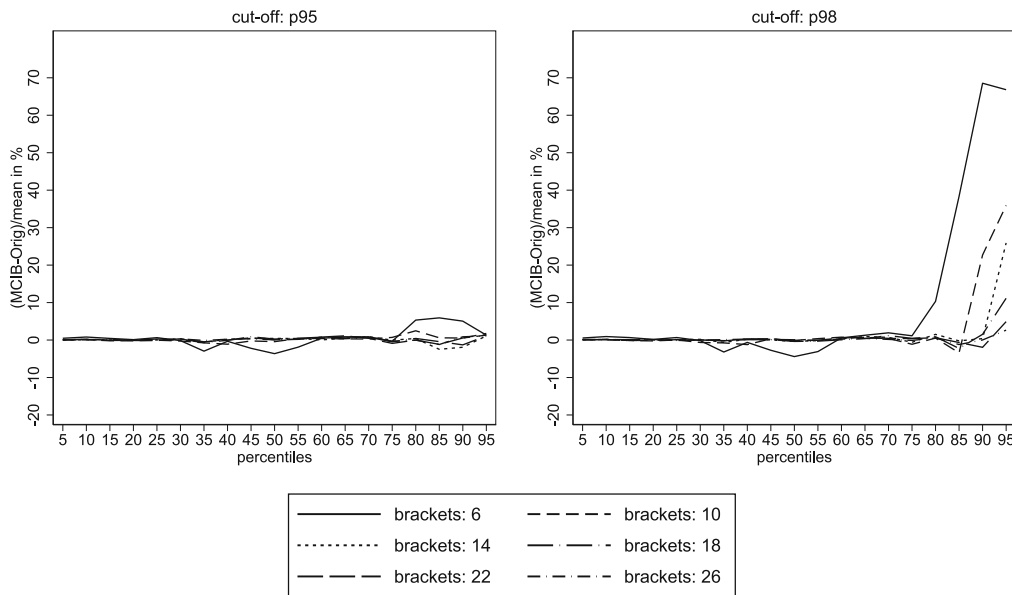 cut-off: p95
(MCIB-Orig)/mean in %
70
60
50
40
30
20
10
0
-10
-20
5 10 15 20 25 30 35 40 45 50 55 60 65 70 75 80 85 90 95
percentiles
cut-off: p98
(MCIB-Orig)/mean in %
70
60
50
40
30
20
10
0
-10
-20
5 10 15 20 25 30 35 40 45 50 55 60 65 70 75 80 85 90 95
percentiles
brackets: 6
brackets: 10
brackets: 14
brackets: 18
brackets: 22
brackets: 26